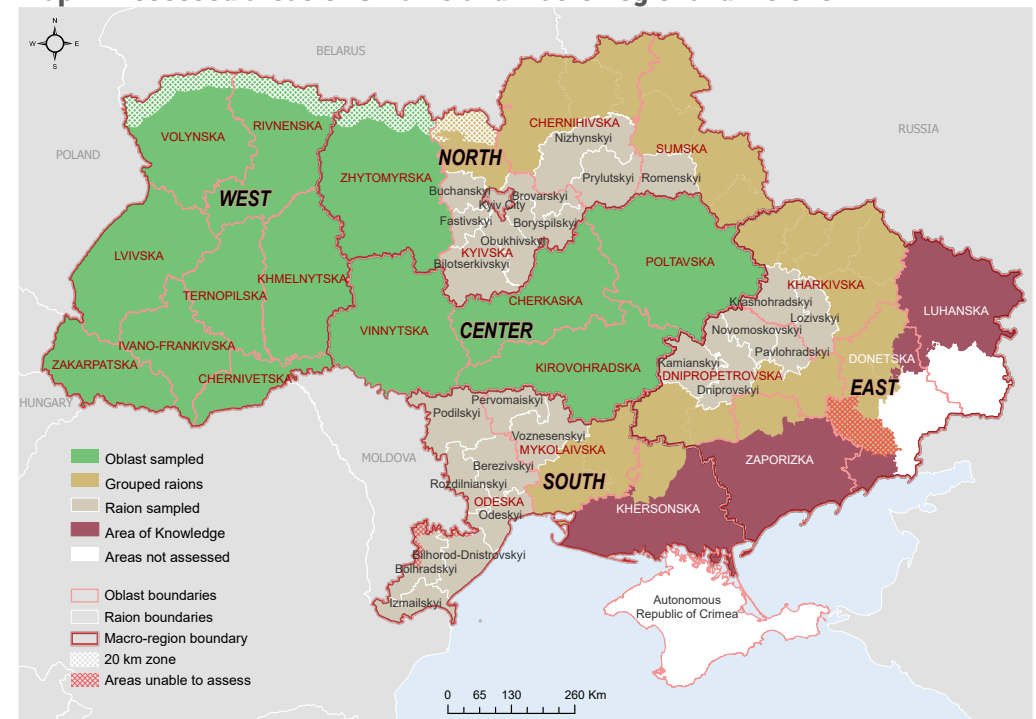 N
W
E
S
BELARUS
POLAND
RUSSIA
HUNGARY
MOLDOVA
VOLYNSKA
RIVNENSKA
WEST
LVIVSKA
TERNOPILSKA
KHMELNYTSKA
IVANO-FRANKIVSKA
ZAKARPATSKA
CHERNIVETSKA
ZHYTOMYRSKA
NORTH
CHERNIHIVSKA
Nizhynskyi
SUMSKA
Prylutskyi
Romenskyi
Buchanskyi
Kyiv City
Brovarskyi
Fastivskyi
Boryspilskyi
Obukhivskyi
KYIVSKA
Bilotserkivskyi
POLTAVSKA
CHERKASKA
VINNYTSKA
CENTER
KIROVOHRADSKA
KHARKIVSKA
Krasnohradskyi
Lozivskyi
Novomoskovskyi
Pavlohradskyi
Kamianskyi
DNIPROPETROVSKA
Dniprovskyi
LUHANSKA
DONETSKA
EAST
ZAPORIZKA
KHERSONSKA
Pervomaiskyi
Podilskyi
Voznesenskyi
MYKOLAIVSKA
Berezivskyi
Rozdilnianskyi
SOUTH
ODESKA
Odeskyi
Bilhorod-Dnistrovskyi
Bolhradskyi
Izmailskyi
Autonomous
Republic of Crimea
Oblast sampled
Grouped raions
Raion sampled
Area of Knowledge
Areas not assessed
Oblast boundaries
Raion boundaries
Macro-region boundary
20 km zone
Areas unable to assess
0 65 130 260 Km